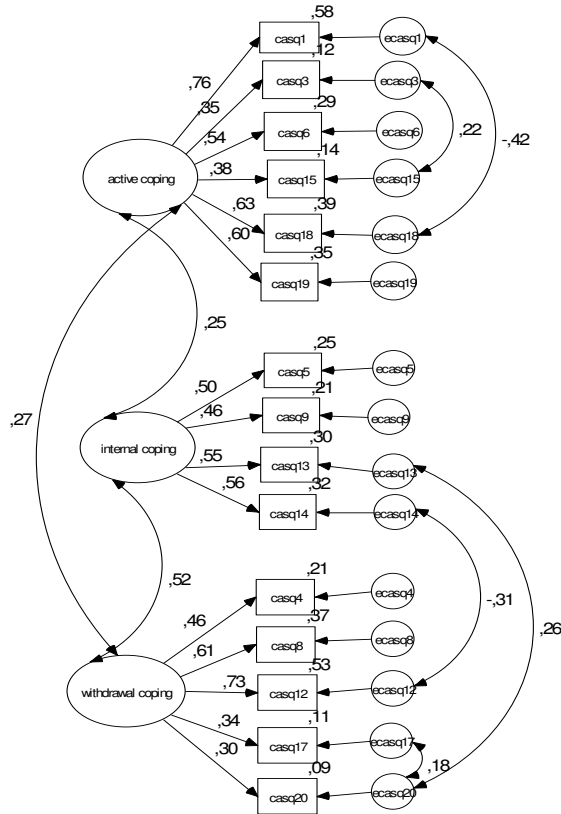 ,58
casq1
ecasq1
,12
,76
casq3
ecasq3
,35
,29
,54
casq6
ecasq6
,22
-,42
,14
active coping
,38
casq15
ecasq15
,39
,63
casq18
ecasq18
,60
,35
casq19
ecasq19
,25
,27
,25
casq5
ecasq5
,50
,21
,46
casq9
ecasq9
,30
internal coping
,55
casq13
ecasq13
,32
,56
casq14
ecasq14
,52
,21
-,31
,46
casq4
ecasq4
,37
,61
casq8
ecasq8
,26
,53
withdrawal coping
,73
casq12
ecasq12
,11
,34
casq17
ecasq17
,30
,09
,18
casq20
ecasq20